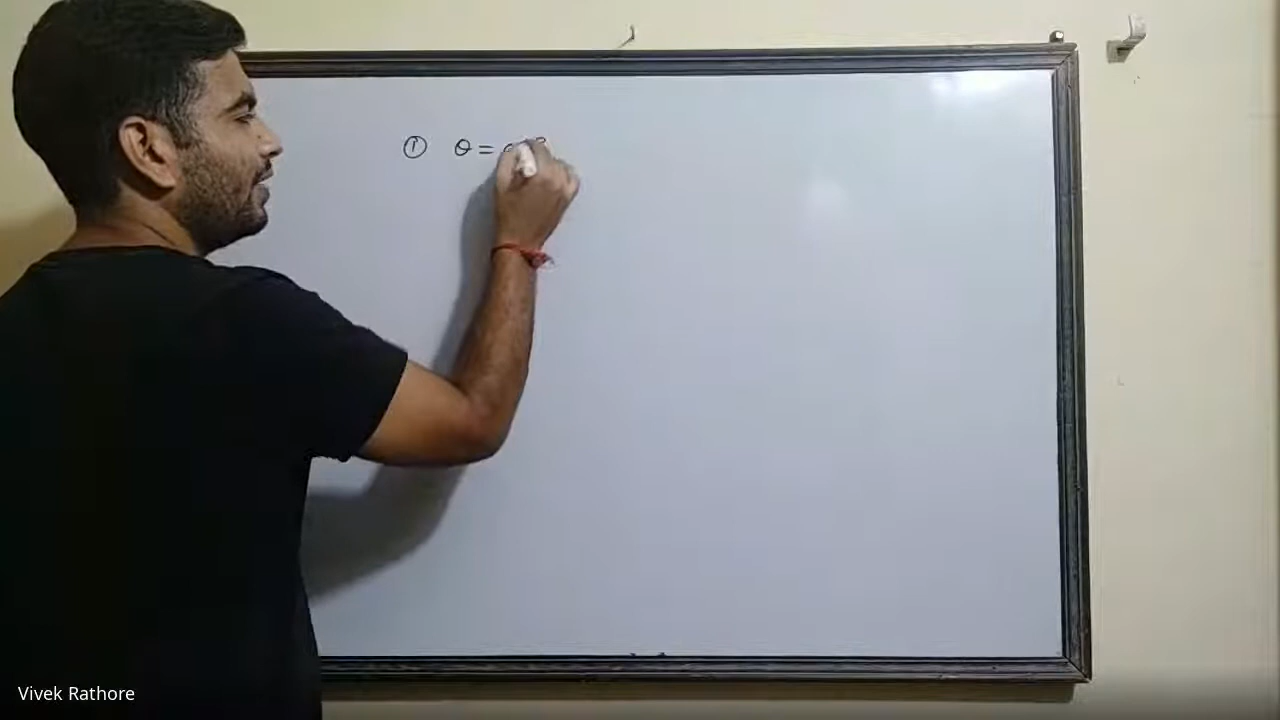 ① θ =
Vivek Rathore